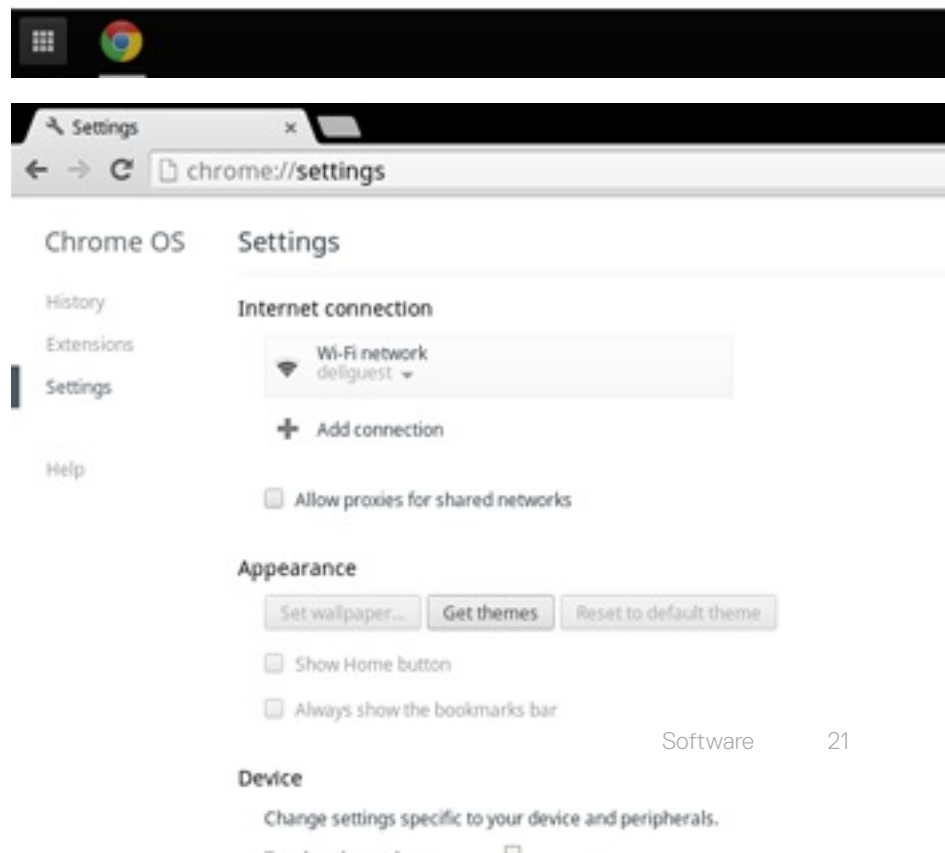 Settings ×
chrome://settings
Chrome OS
Settings
History
Extensions
Settings
Help
Internet connection
Wi-Fi network
dellguest
Add connection
Allow proxies for shared networks
Appearance
Set wallpaper... Get themes Reset to default theme
Show Home button
Always show the bookmarks bar
Software 21
Device
Change settings specific to your device and peripherals.